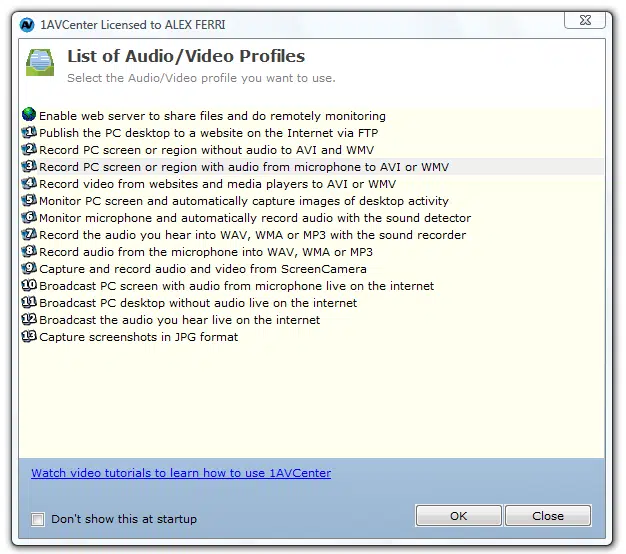 1AVCenter Licensed to ALEX FERRI
List of Audio/Video Profiles
Select the Audio/Video profile you want to use.
Enable web server to share files and do remotely monitoring
1 Publish the PC desktop to a website on the Internet via FTP
2 Record PC screen or region without audio to AVI and WMV
3 Record PC screen or region with audio from microphone to AVI or WMV
4 Record video from websites and media players to AVI or WMV
5 Monitor PC screen and automatically capture images of desktop activity
6 Monitor microphone and automatically record audio with the sound detector
7 Record the audio you hear into WAV, WMA or MP3 with the sound recorder
8 Record audio from the microphone into WAV, WMA or MP3
9 Capture and record audio and video from ScreenCamera
10 Broadcast PC screen with audio from microphone live on the internet
11 Broadcast PC desktop without audio live on the internet
12 Broadcast the audio you hear live on the internet
13 Capture screenshots in JPG format
Watch video tutorials to learn how to use 1AVCenter
Don't show this at startup
OK
Close